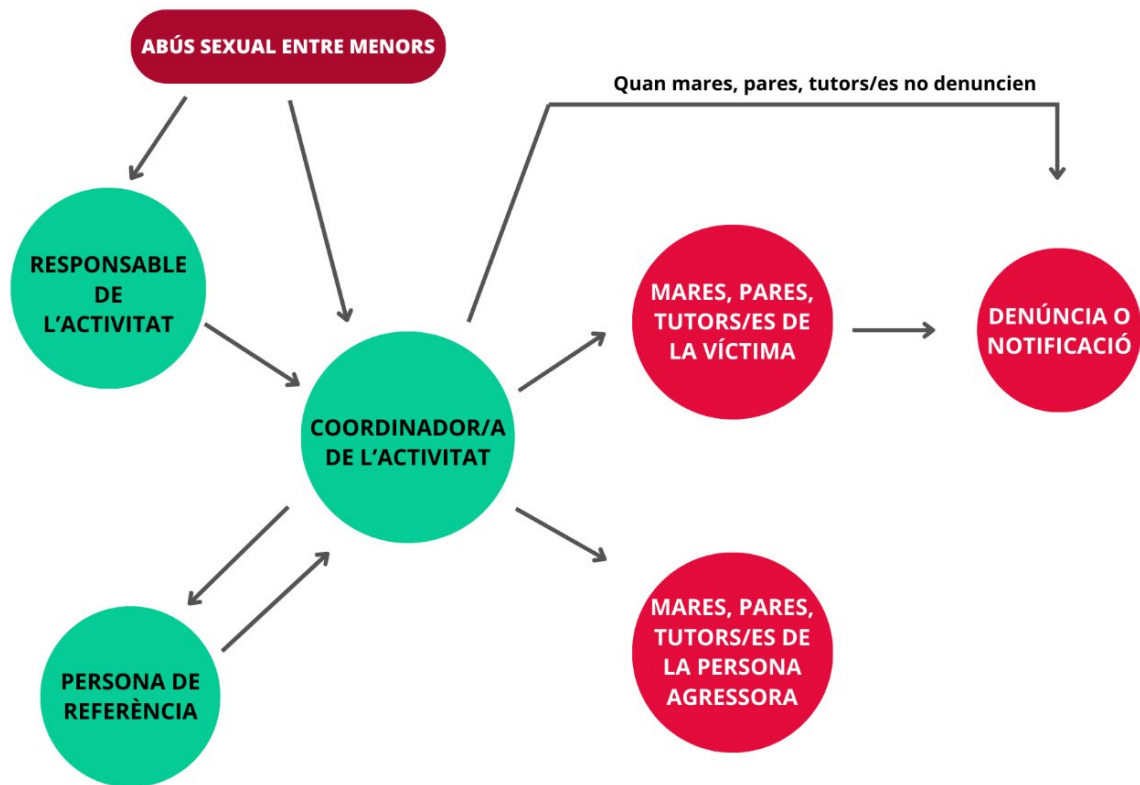 ABÚS SEXUAL ENTRE MENORS
Quan mares, pares, tutors/es no denuncien
RESPONSABLE
DE
L’ACTIVITAT
MARES, PARES,
TUTORS/ES DE
LA VÍCTIMA
DENÚNCIA O
NOTIFICACIÓ
COORDINADOR/A
DE L’ACTIVITAT
MARES, PARES,
TUTORS/ES DE
LA PERSONA
AGRESSORA
PERSONA DE
REFERÈNCIA